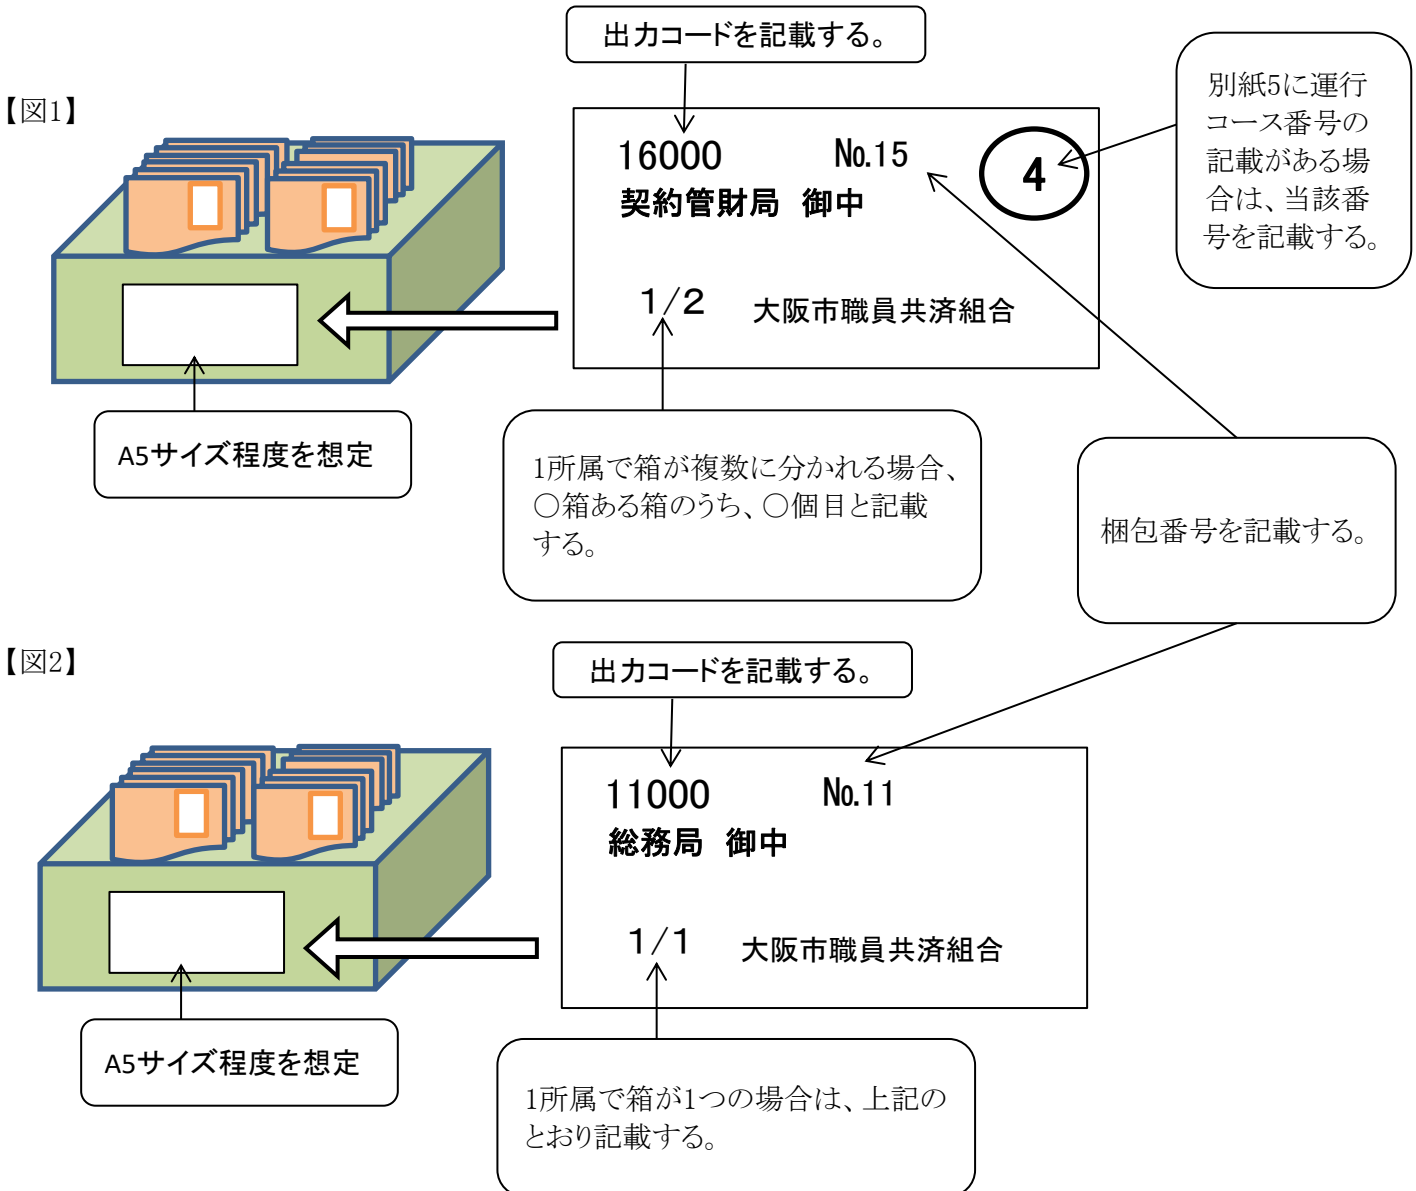 出力コードを記載する。
【図1】
16000 No.15 4
契約管財局 御中
1/2 大阪市職員共済組合
別紙5に運行
コース番号の
記載がある場
合は、当該番
号を記載する。
A5サイズ程度を想定
1所属で箱が複数に分かれる場合、
○箱ある箱のうち、○個目と記載
する。
梱包番号を記載する。
【図2】
出力コードを記載する。
11000 No.11
総務局 御中
1/1 大阪市職員共済組合
A5サイズ程度を想定
1所属で箱が1つの場合は、上記の
とおり記載する。